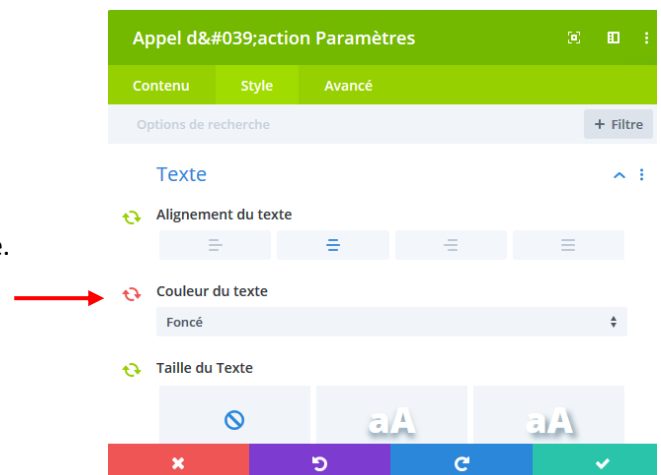 Appel d&#039;action Paramètres
Contenu Style Avancé
Options de recherche + Filtre
Texte
Alignement du texte
e.
Couleur du texte
Foncé
Taille du Texte
aA aA